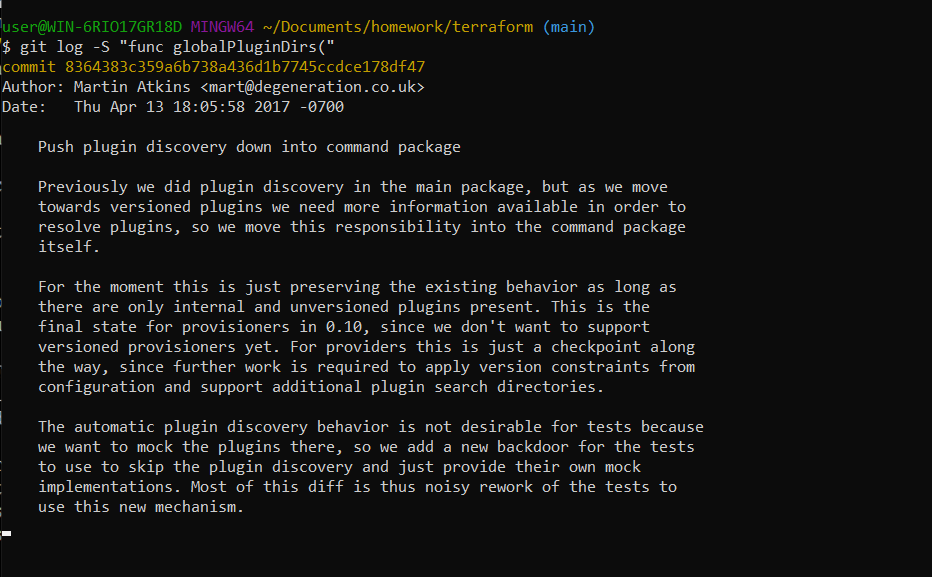 user@WIN-6RIO17GR18D MINGW64 ~/Documents/homework/terraform (main)
$ git log -S "func globalPluginDirs("
commit 8364383c359a6b738a436d1b7745ccdce178df47
Author: Martin Atkins <mart@degeneration.co.uk>
Date:   Thu Apr 13 18:05:58 2017 -0700

    Push plugin discovery down into command package

    Previously we did plugin discovery in the main package, but as we move
    towards versioned plugins we need more information available in order to
    resolve plugins, so we move this responsibility into the command package
    itself.

    For the moment this is just preserving the existing behavior as long as
    there are only internal and unversioned plugins present. This is the
    final state for provisioners in 0.10, since we don't want to support
    versioned provisioners yet. For providers this is just a checkpoint along
    the way, since further work is required to apply version constraints from
    configuration and support additional plugin search directories.

    The automatic plugin discovery behavior is not desirable for tests because
    we want to mock the plugins there, so we add a new backdoor for the tests
    to use to skip the plugin discovery and just provide their own mock
    implementations. Most of this diff is thus noisy rework of the tests to
    use this new mechanism.